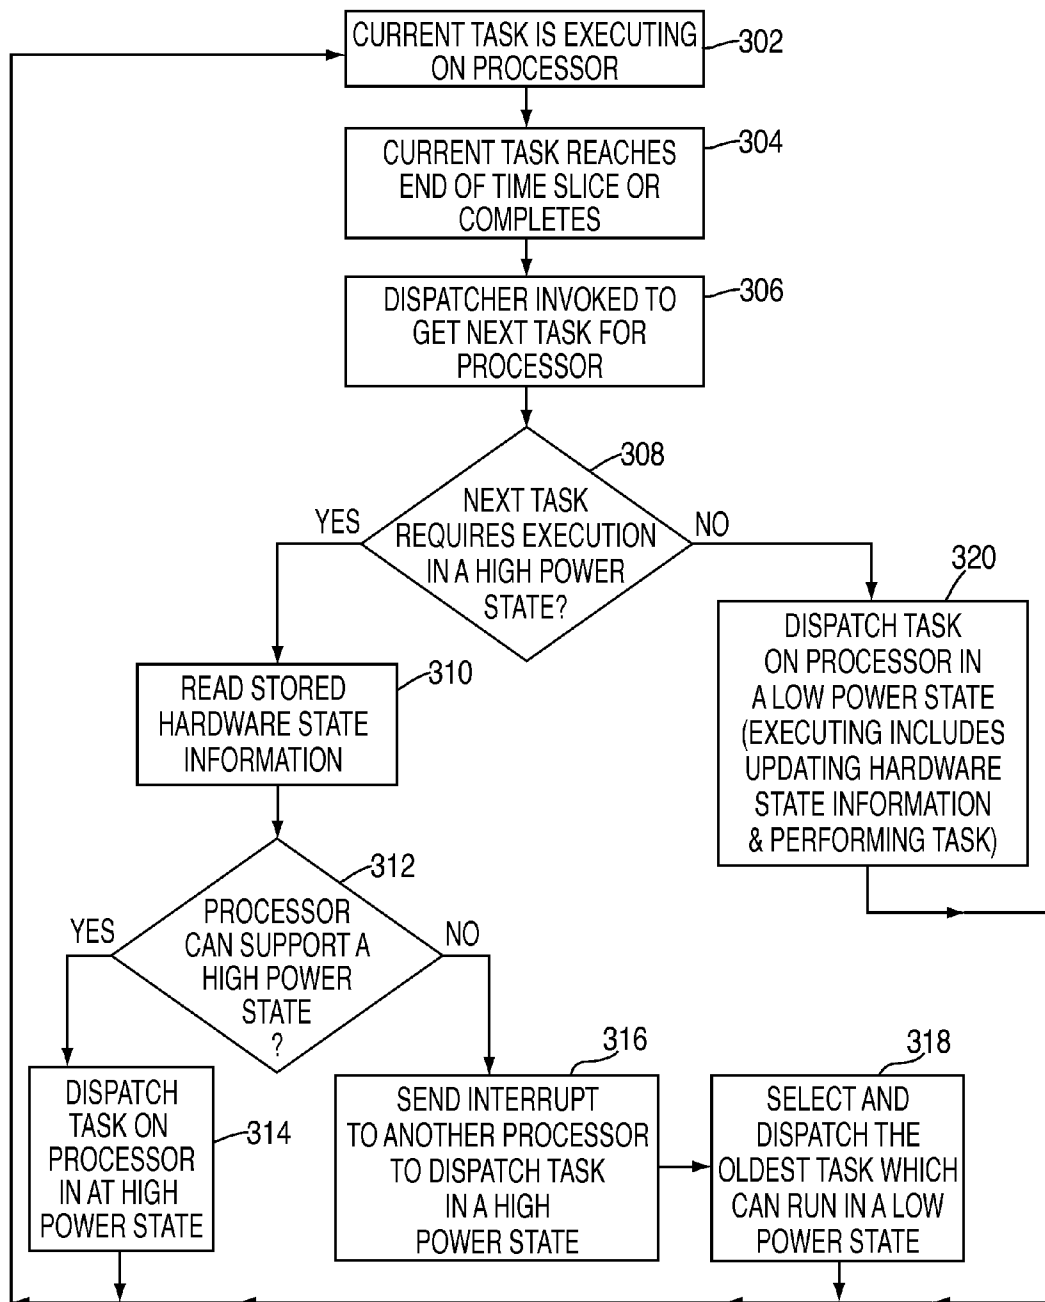 CURRENT TASK IS EXECUTING
ON PROCESSOR
302
CURRENT TASK REACHES
END OF TIME SLICE OR
COMPLETES
304
DISPATCHER INVOKED TO
GET NEXT TASK FOR
PROCESSOR
306
308
NEXT TASK
REQUIRES EXECUTION
IN A HIGH POWER
STATE?
YES
NO
320
DISPATCH TASK
ON PROCESSOR IN
A LOW POWER STATE
(EXECUTING INCLUDES
UPDATING HARDWARE
STATE INFORMATION
& PERFORMING TASK)
READ STORED
HARDWARE STATE
INFORMATION
310
312
PROCESSOR
CAN SUPPORT A
HIGH POWER
STATE
?
YES
NO
DISPATCH
TASK ON
PROCESSOR
IN AT HIGH
POWER STATE
314
316
SEND INTERRUPT
TO ANOTHER PROCESSOR
TO DISPATCH TASK
IN A HIGH
POWER STATE
318
SELECT AND
DISPATCH THE
OLDEST TASK WHICH
CAN RUN IN A LOW
POWER STATE